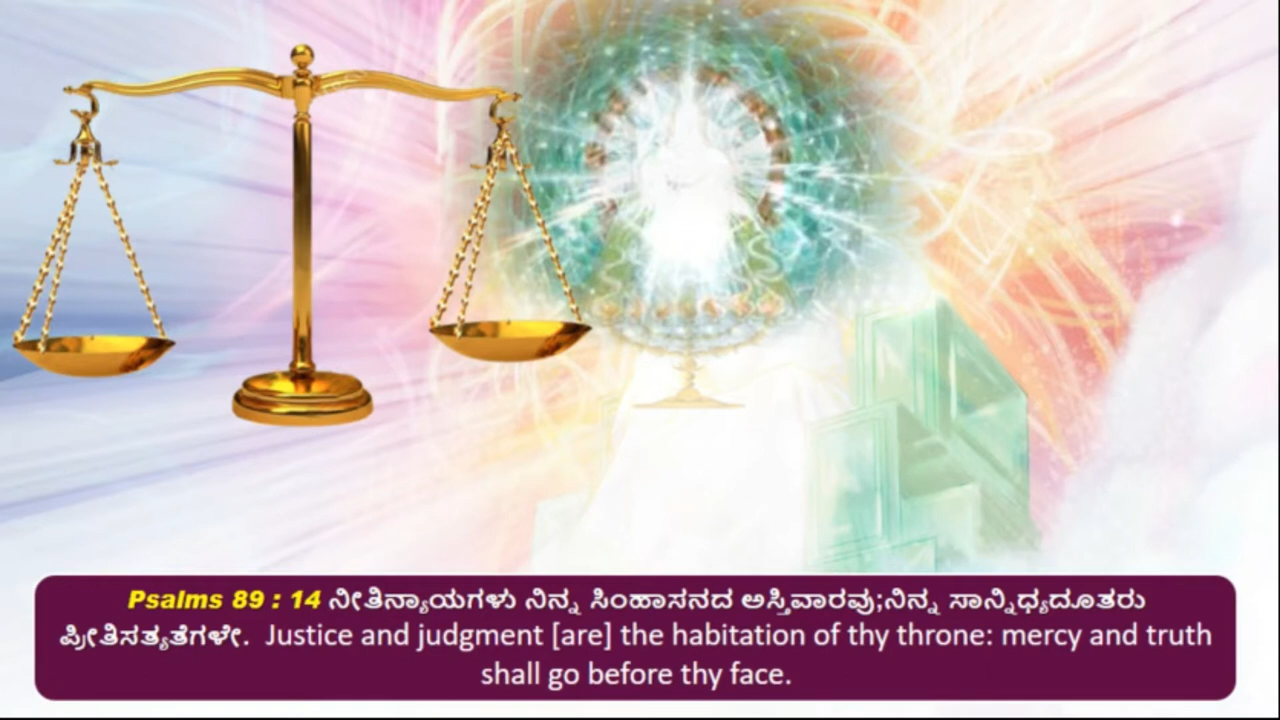 Psalms 89 : 14 ನೀತಿನ್ಯಾಯಗಳು ನಿನ್ನ ಸಿಂಹಾಸನದ ಅಸ್ತಿವಾರವು;ನಿನ್ನ ಸಾನ್ನಿಧ್ಯದೂತರು
ಪ್ರೀತಿಸತ್ಯತೆಗಳೇ. Justice and judgment [are] the habitation of thy throne: mercy and truth
shall go before thy face.